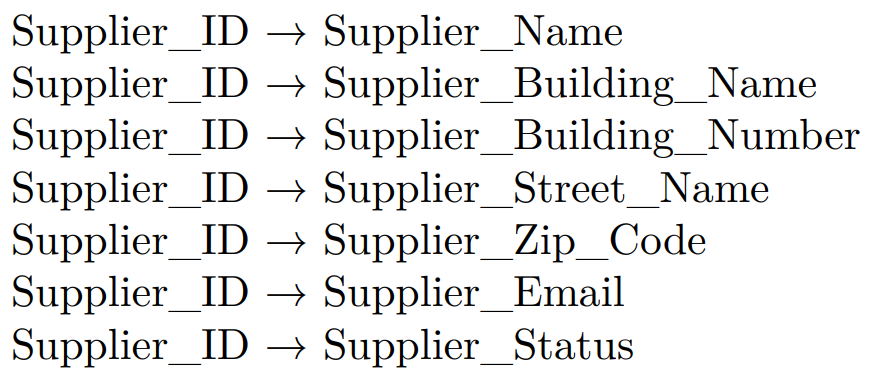 Supplier_ID → Supplier_Name
Supplier_ID → Supplier_Building_Name
Supplier_ID → Supplier_Building_Number
Supplier_ID → Supplier_Street_Name
Supplier_ID → Supplier_Zip_Code
Supplier_ID → Supplier_Email
Supplier_ID → Supplier_Status